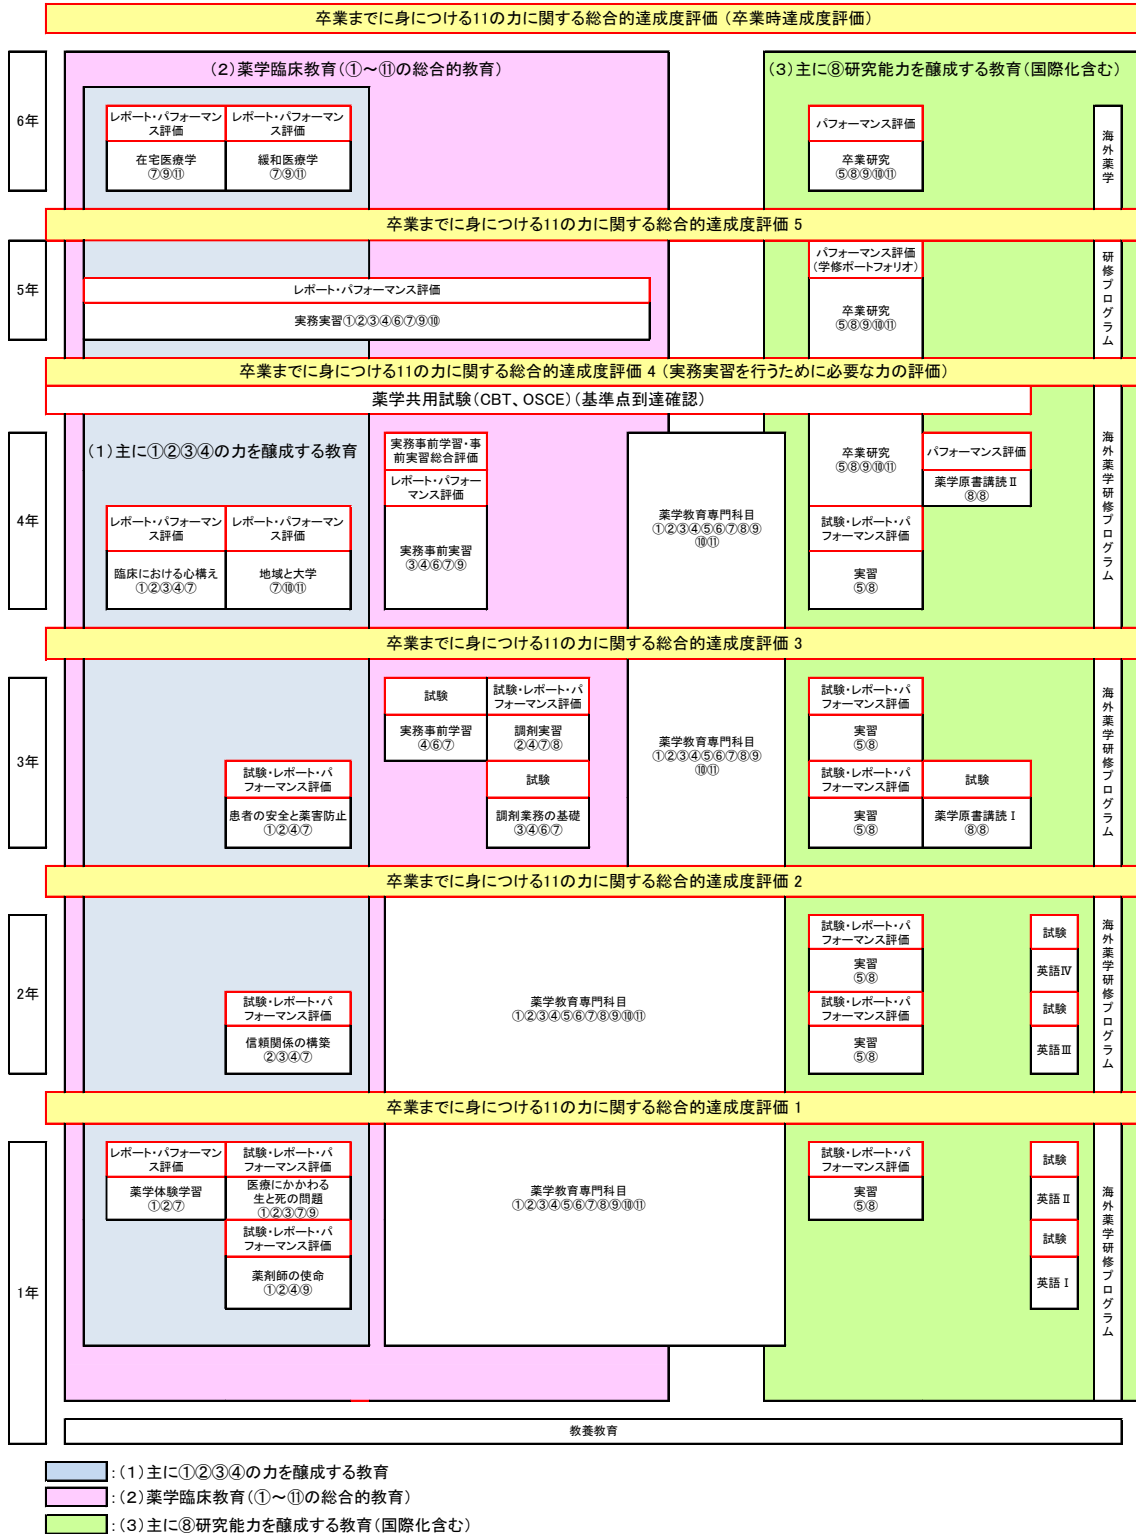 卒業までに身につける11の力に関する総合的達成度評価 (卒業時達成度評価)
6年
(2)薬学臨床教育(①～⑪の総合的教育)
(3)主に⑧研究能力を醸成する教育(国際化含む)
レポート・パフォーマン
ス評価
在宅医療学
⑦⑨⑪
レポート・パフォーマン
ス評価
緩和医療学
⑦⑨⑪
パフォーマンス評価
卒業研究
⑤⑧⑨⑩⑪
海外薬学
卒業までに身につける11の力に関する総合的達成度評価 5
5年
レポート・パフォーマンス評価
実務実習①②③④⑥⑦⑨⑩
パフォーマンス評価
(学修ポートフォリオ)
卒業研究
⑤⑧⑨⑩⑪
研修プログラム
卒業までに身につける11の力に関する総合的達成度評価 4 (実務実習を行うために必要な力の評価)
薬学共用試験(CBT、OSCE)(基準点到達確認)
4年
(1)主に①②③④の力を醸成する教育
レポート・パフォーマン
ス評価
臨床における心構え
①②③④⑦
レポート・パフォーマン
ス評価
地域と大学
⑦⑩⑪
実務事前学習・事
前実習総合評価
レポート・パフォー
マンス評価
実務事前実習
③④⑥⑦⑨
薬学教育専門科目
①②③④⑤⑥⑦⑧⑨
⑩⑪
卒業研究
⑤⑧⑨⑩⑪
試験・レポート・パ
フォーマンス評価
実習
⑤⑧
パフォーマンス評価
薬学原書講読Ⅱ
⑧⑧
海外薬学研修プログラム
卒業までに身につける11の力に関する総合的達成度評価 3
3年
試験・レポート・パ
フォーマンス評価
患者の安全と薬害防止
①②④⑦
試験
実務事前学習
④⑥⑦
試験・レポート・パ
フォーマンス評価
調剤実習
②④⑦⑧
試験
調剤業務の基礎
③④⑥⑦
薬学教育専門科目
①②③④⑤⑥⑦⑧⑨
⑩⑪
試験・レポート・パ
フォーマンス評価
実習
⑤⑧
試験・レポート・パ
フォーマンス評価
実習
⑤⑧
試験
薬学原書講読Ⅰ
⑧⑧
海外薬学研修プログラム
卒業までに身につける11の力に関する総合的達成度評価 2
2年
試験・レポート・パ
フォーマンス評価
信頼関係の構築
②③④⑦
薬学教育専門科目
①②③④⑤⑥⑦⑧⑨⑩⑪
試験・レポート・パ
フォーマンス評価
実習
⑤⑧
試験・レポート・パ
フォーマンス評価
実習
⑤⑧
試験
英語Ⅳ
試験
英語Ⅲ
海外薬学研修プログラム
卒業までに身につける11の力に関する総合的達成度評価 1
1年
レポート・パフォーマン
ス評価
薬学体験学習
①②⑦
試験・レポート・パ
フォーマンス評価
医療にかかわる
生と死の問題
①②③⑦⑨
試験・レポート・パ
フォーマンス評価
薬剤師の使命
①②④⑨
薬学教育専門科目
①②③④⑤⑥⑦⑧⑨⑩⑪
試験・レポート・パ
フォーマンス評価
実習
⑤⑧
試験
英語Ⅱ
試験
英語Ⅰ
海外薬学研修プログラム
教養教育
:(1)主に①②③④の力を醸成する教育
:(2)薬学臨床教育(①～⑪の総合的教育)
:(3)主に⑧研究能力を醸成する教育(国際化含む)